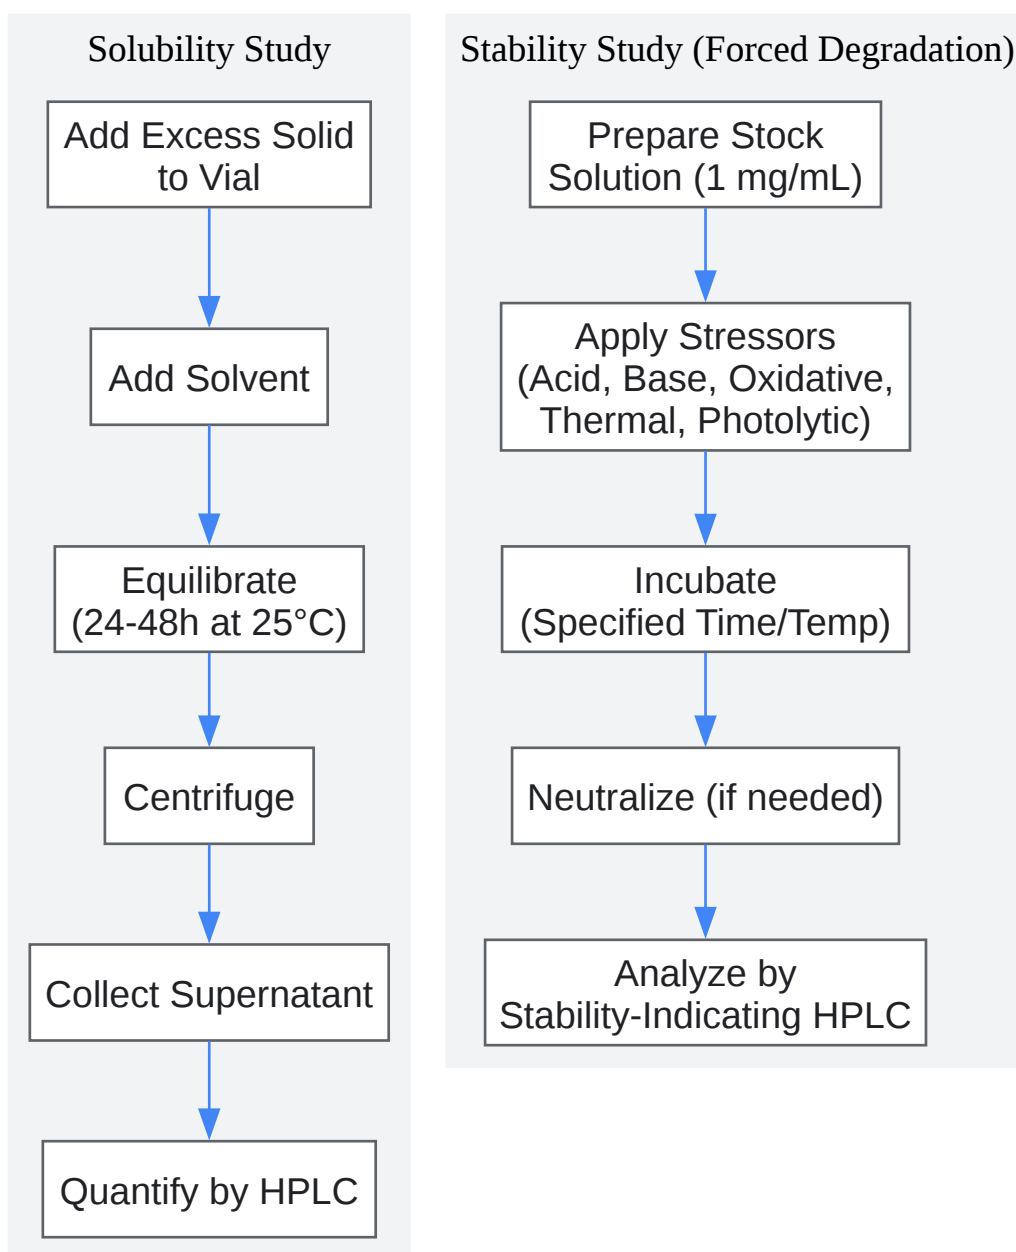 Solubility Study
Add Excess Solid
to Vial
Add Solvent
Equilibrate
(24-48h at 25°C)
Centrifuge
Collect Supernatant
Quantify by HPLC
Stability Study (Forced Degradation)
Prepare Stock
Solution (1 mg/mL)
Apply Stressors
(Acid, Base, Oxidative,
Thermal, Photolytic)
Incubate
(Specified Time/Temp)
Neutralize (if needed)
Analyze by
Stability-Indicating HPLC